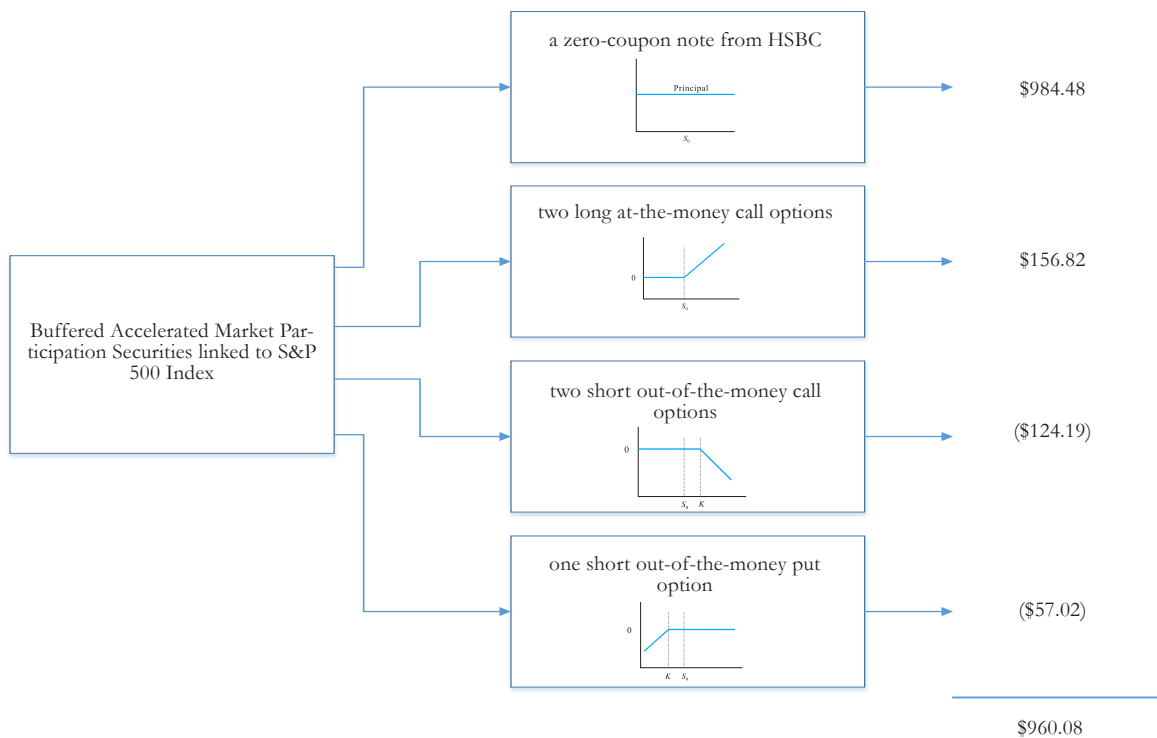 a zero-coupon note from HSBC
Principal
S₀
$984.48
two long at-the-money call options
0
S₀
$156.82
Buffered Accelerated Market Par-
ticipation Securities linked to S&P
500 Index
two short out-of-the-money call
options
0
S₀ K
($124.19)
one short out-of-the-money put
option
0
K S₀
($57.02)
$960.08